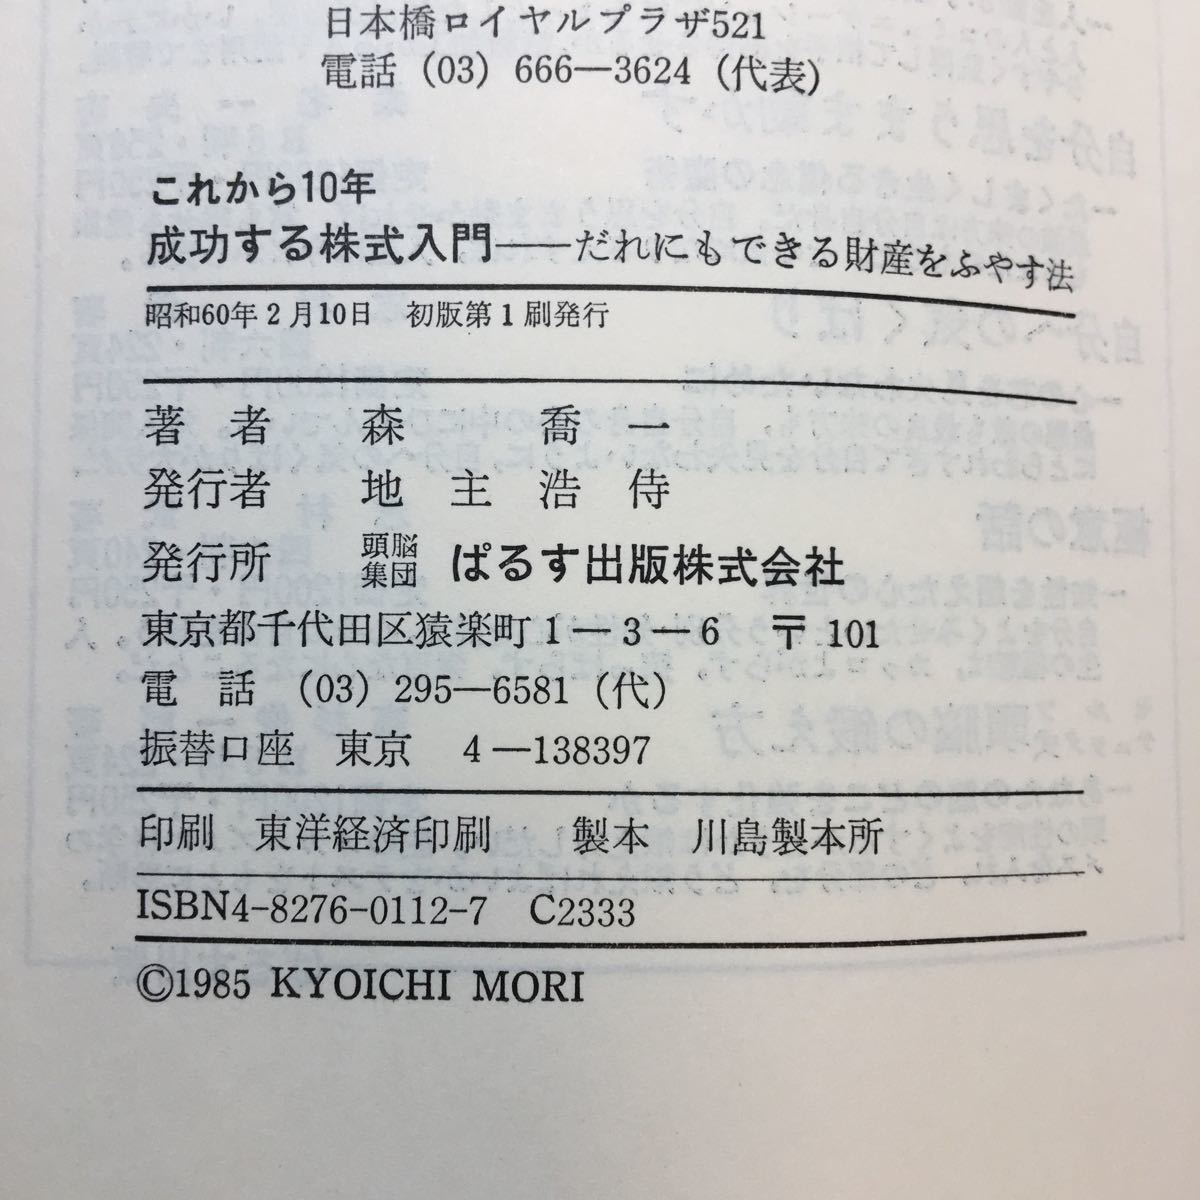 日本橋ロイヤルプラザ521
電話 (03) 666―3624 (代表)
これから10年
成功する株式入門――だれにもできる財産をふやす法
昭和60年2月10日 初版第1刷発行
著者 森 喬一
発行者 地主浩侍
発行所 頭脳集団 ぱるす出版株式会社
東京都千代田区猿楽町1―3―6 〒101
電話 (03) 295―6581 (代)
振替口座 東京 4―138397
印刷 東洋経済印刷 製本 川島製本所
ISBN4-8276-0112-7 C2333
©1985 KYOICHI MORI